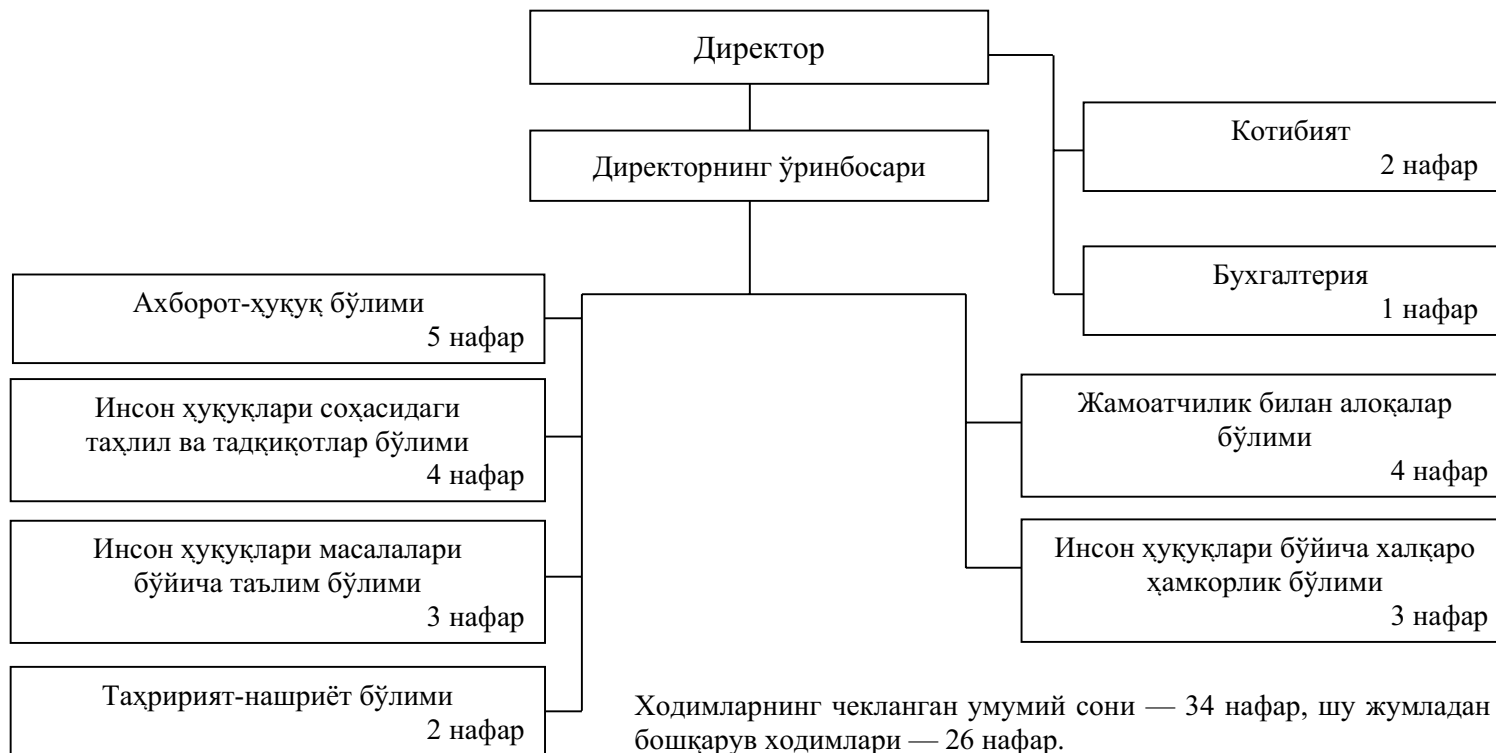 Директор
Директорнинг ўринбосари
Котибият
2 нафар
Бухгалтерия
1 нафар
Ахборот-ҳуқуқ бўлими
5 нафар
Инсон ҳуқуқлари соҳасидаги
таҳлил ва тадқиқотлар бўлими
4 нафар
Инсон ҳуқуқлари масалалари
бўйича таълим бўлими
3 нафар
Таҳририят-нашриёт бўлими
2 нафар
Жамоатчилик билан алоқалар
бўлими
4 нафар
Инсон ҳуқуқлари бўйича халқаро
ҳамкорлик бўлими
3 нафар
Ходимларнинг чекланган умумий сони — 34 нафар, шу жумладан
бошқарув ходимлари — 26 нафар.